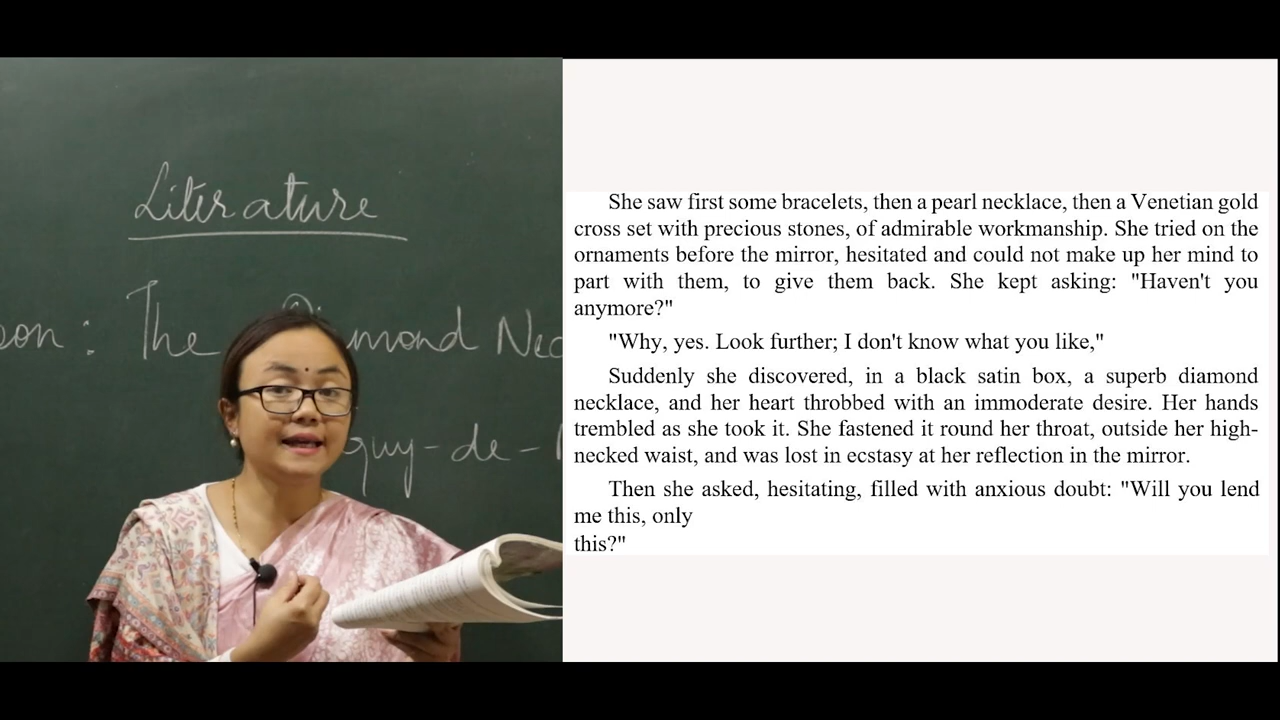 Literature
son: The Diamond Nec
guy-de-
She saw first some bracelets, then a pearl necklace, then a Venetian gold
cross set with precious stones, of admirable workmanship. She tried on the
ornaments before the mirror, hesitated and could not make up her mind to
part with them, to give them back. She kept asking: "Haven't you
anymore?"
"Why, yes. Look further; I don't know what you like,"
Suddenly she discovered, in a black satin box, a superb diamond
necklace, and her heart throbbed with an immoderate desire. Her hands
trembled as she took it. She fastened it round her throat, outside her high-
necked waist, and was lost in ecstasy at her reflection in the mirror.
Then she asked, hesitating, filled with anxious doubt: "Will you lend
me this, only
this?"